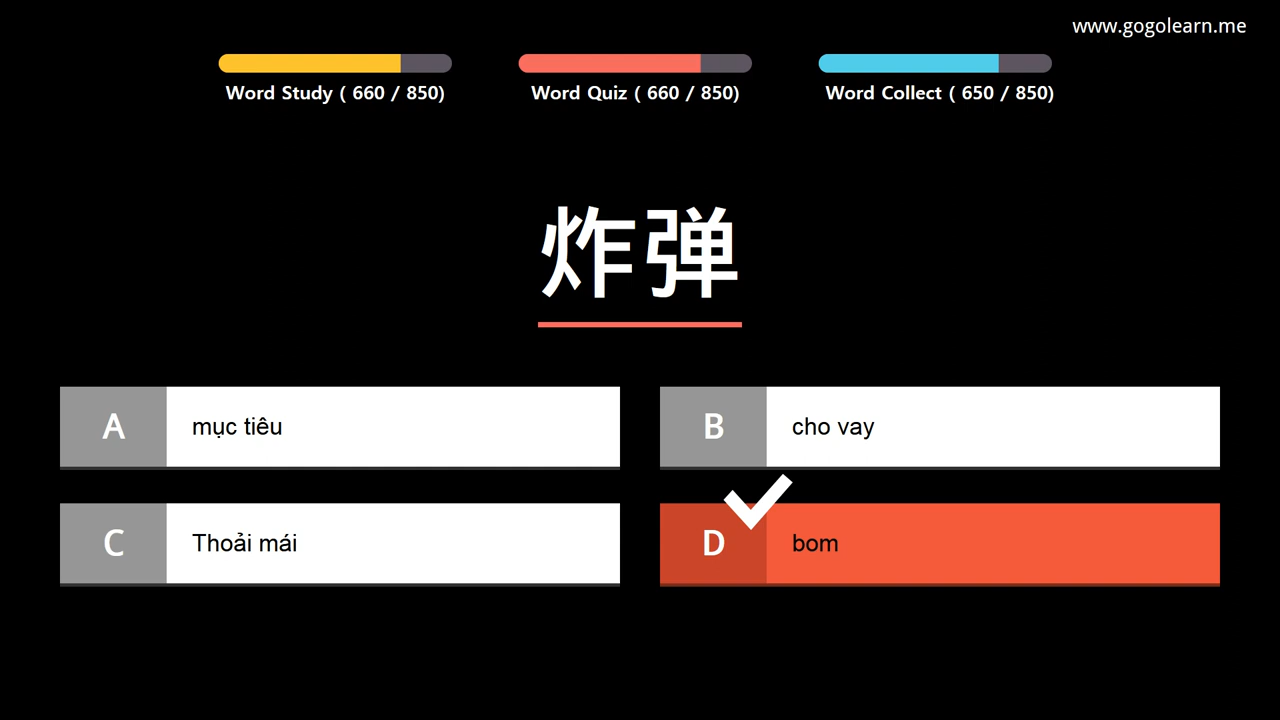 www.gogolearn.me
Word Study ( 660 / 850)
Word Quiz ( 660 / 850)
Word Collect ( 650 / 850)
炸弹
A mục tiêu
B cho vay
C Thoải mái
D bom